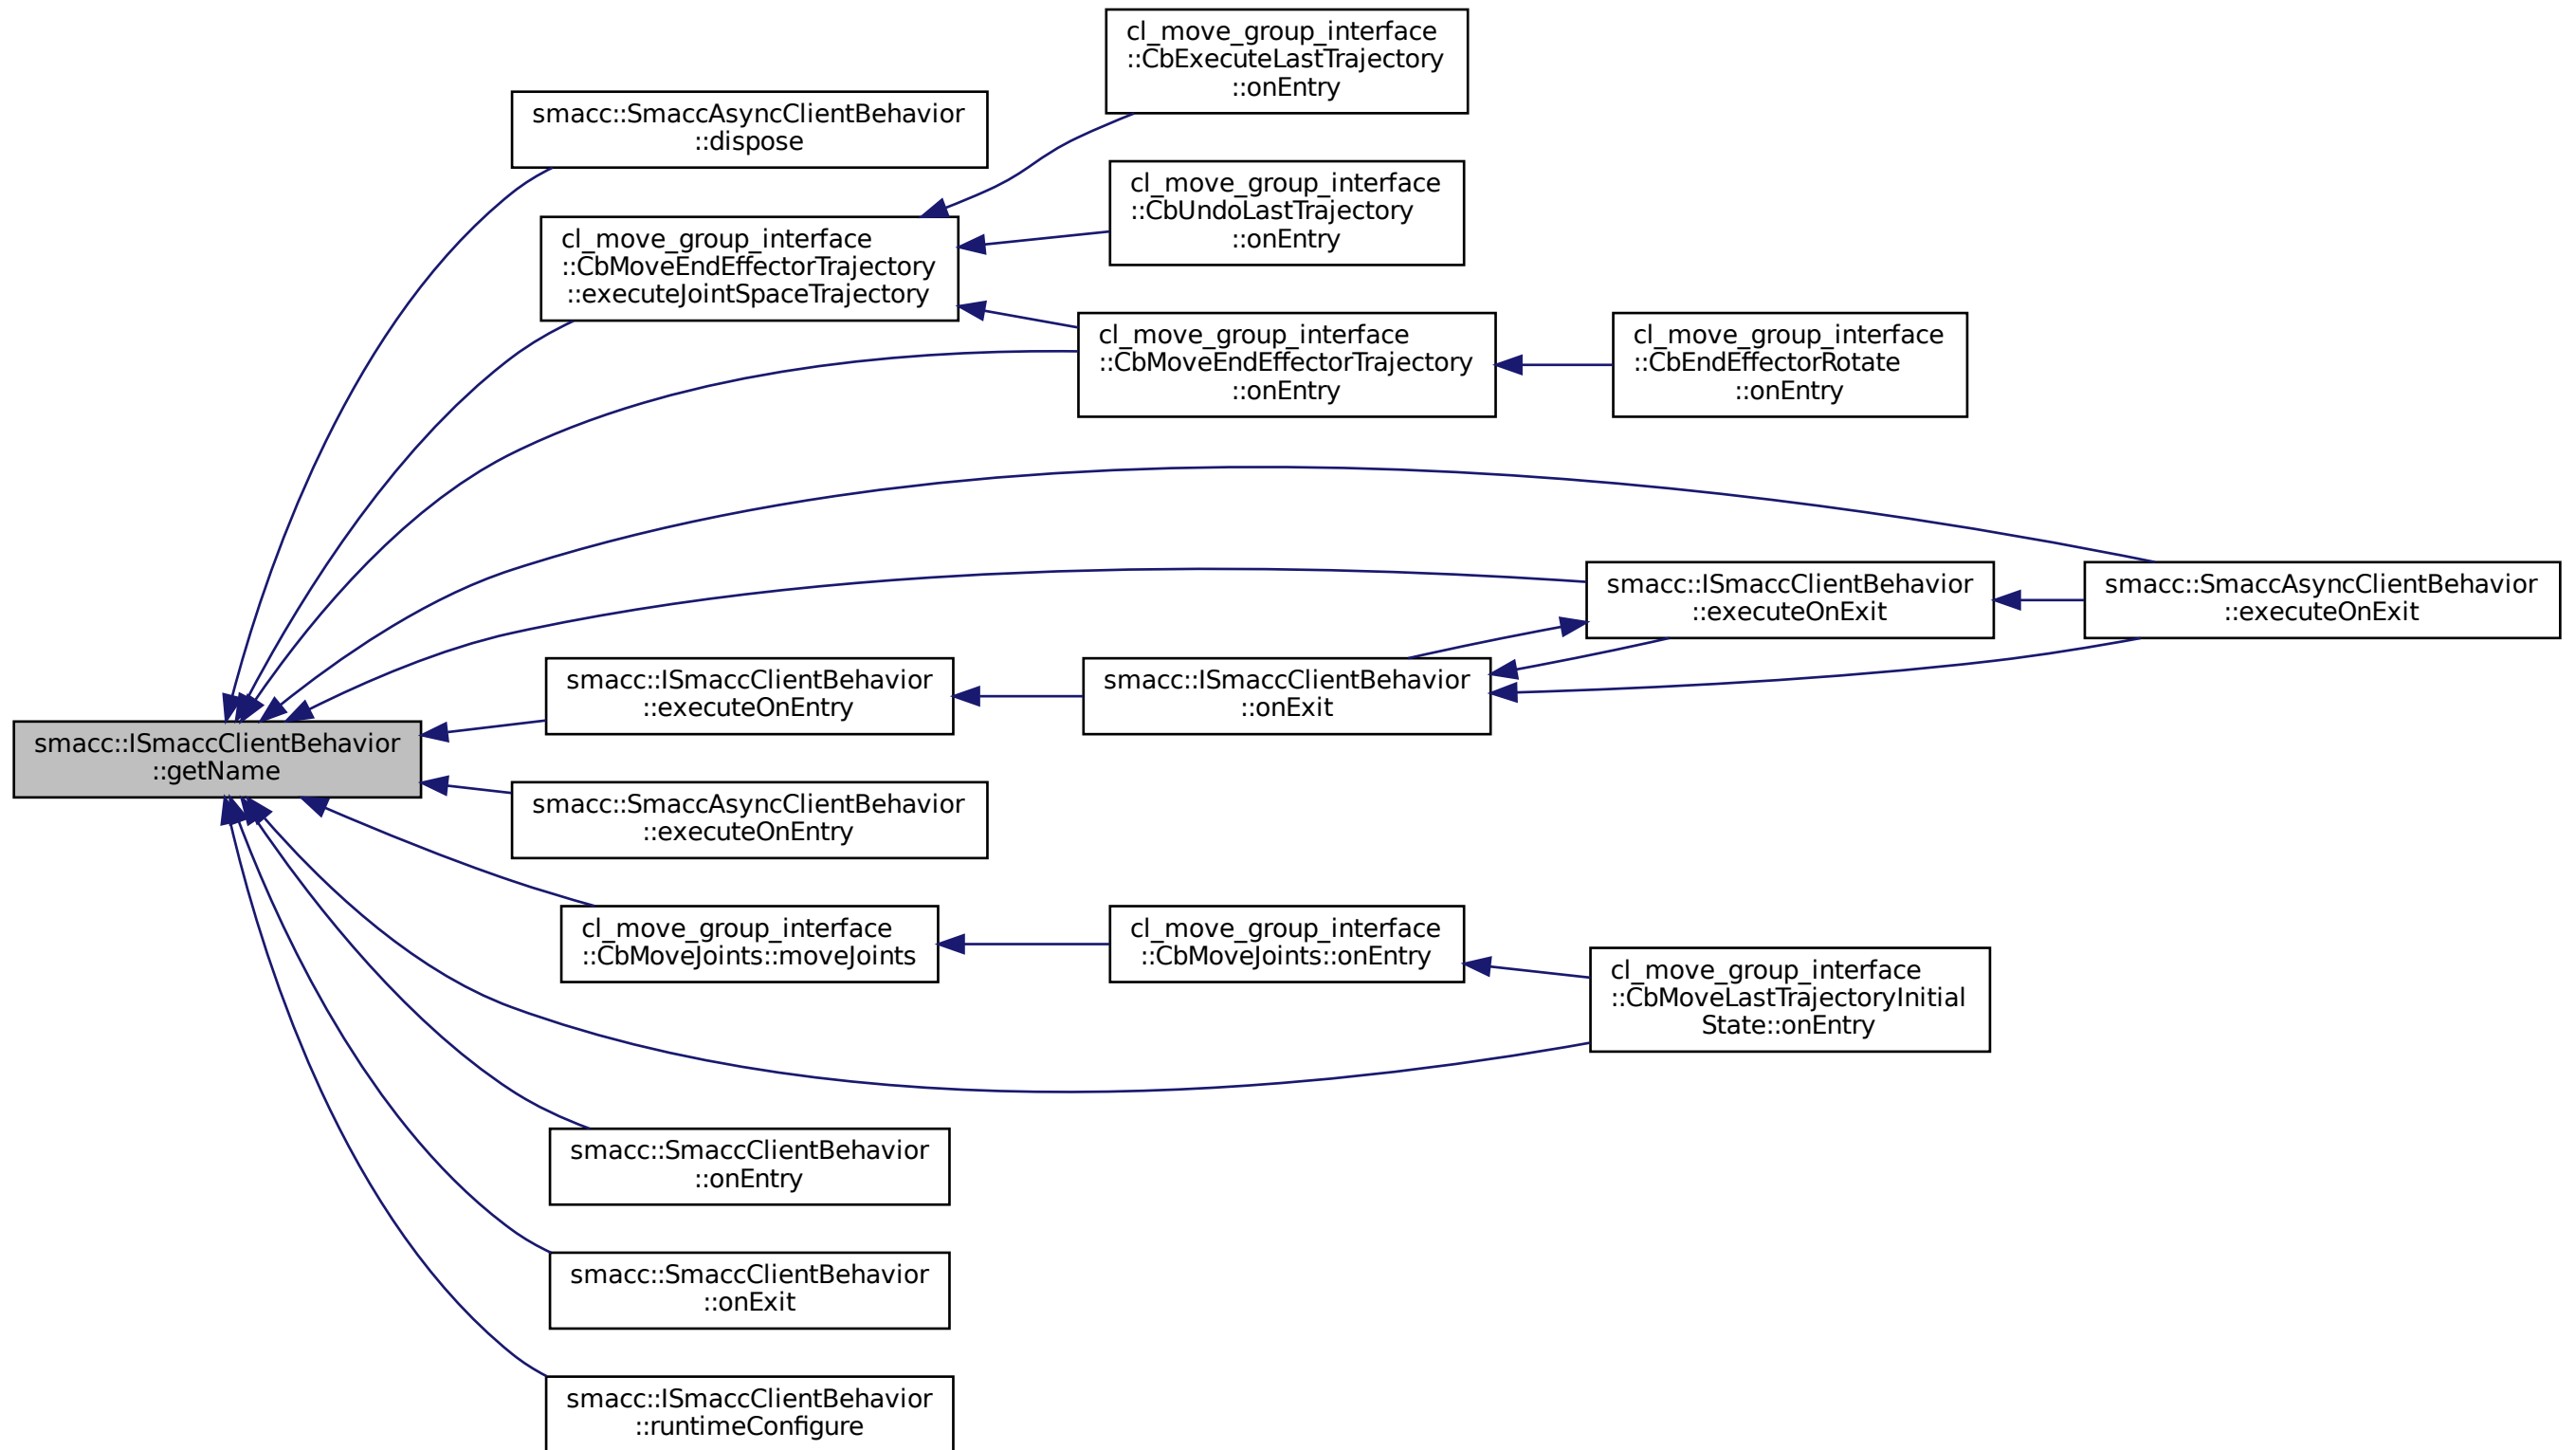 cl_move_group_interface
::CbExecuteLastTrajectory
::onEntry
smacc::SmaccAsyncClientBehavior
::dispose
cl_move_group_interface
::CbUndoLastTrajectory
::onEntry
cl_move_group_interface
::CbMoveEndEffectorTrajectory
::executeJointSpaceTrajectory
cl_move_group_interface
::CbMoveEndEffectorTrajectory
::onEntry
cl_move_group_interface
::CbEndEffectorRotate
::onEntry
smacc::ISmaccClientBehavior
::executeOnExit
smacc::SmaccAsyncClientBehavior
::executeOnExit
smacc::ISmaccClientBehavior
::executeOnEntry
smacc::ISmaccClientBehavior
::onExit
smacc::ISmaccClientBehavior
::getName
smacc::SmaccAsyncClientBehavior
::executeOnEntry
cl_move_group_interface
::CbMoveJoints::moveJoints
cl_move_group_interface
::CbMoveJoints::onEntry
cl_move_group_interface
::CbMoveLastTrajectoryInitial
State::onEntry
smacc::SmaccClientBehavior
::onEntry
smacc::SmaccClientBehavior
::onExit
smacc::ISmaccClientBehavior
::runtimeConfigure